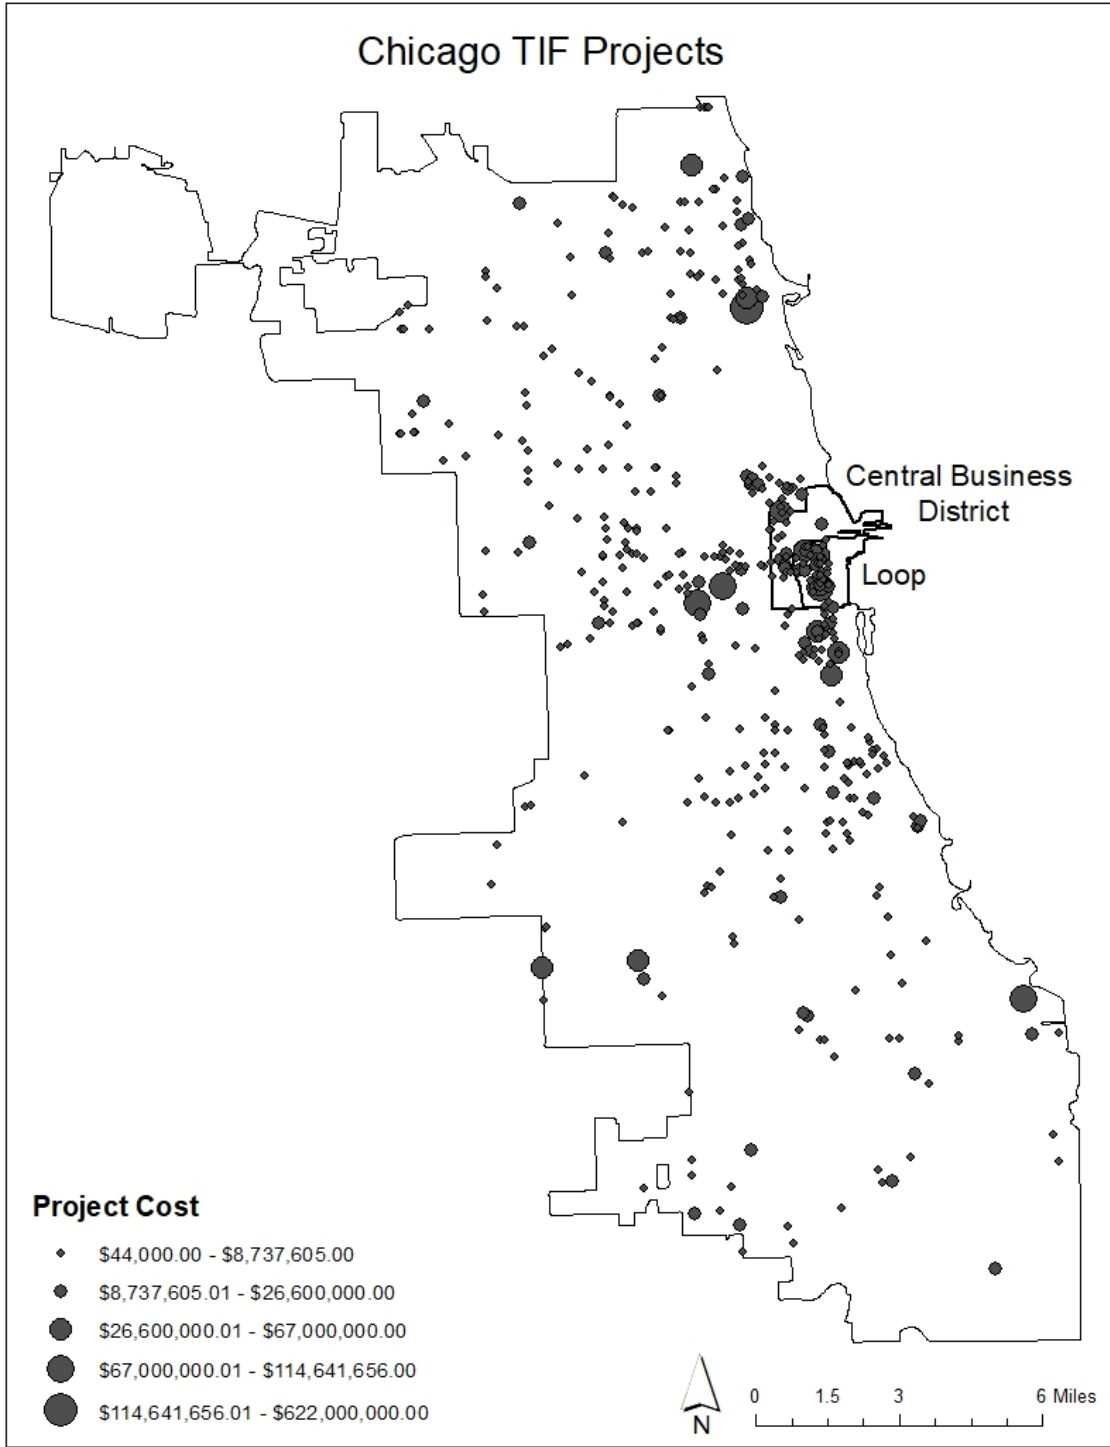 Chicago TIF Projects
Central Business
District
Loop
Project Cost
$44,000.00 - $8,737,605.00
$8,737,605.01 - $26,600,000.00
$26,600,000.01 - $67,000,000.00
$67,000,000.01 - $114,641,656.00
$114,641,656.01 - $622,000,000.00
N
0 1.5 3 6 Miles